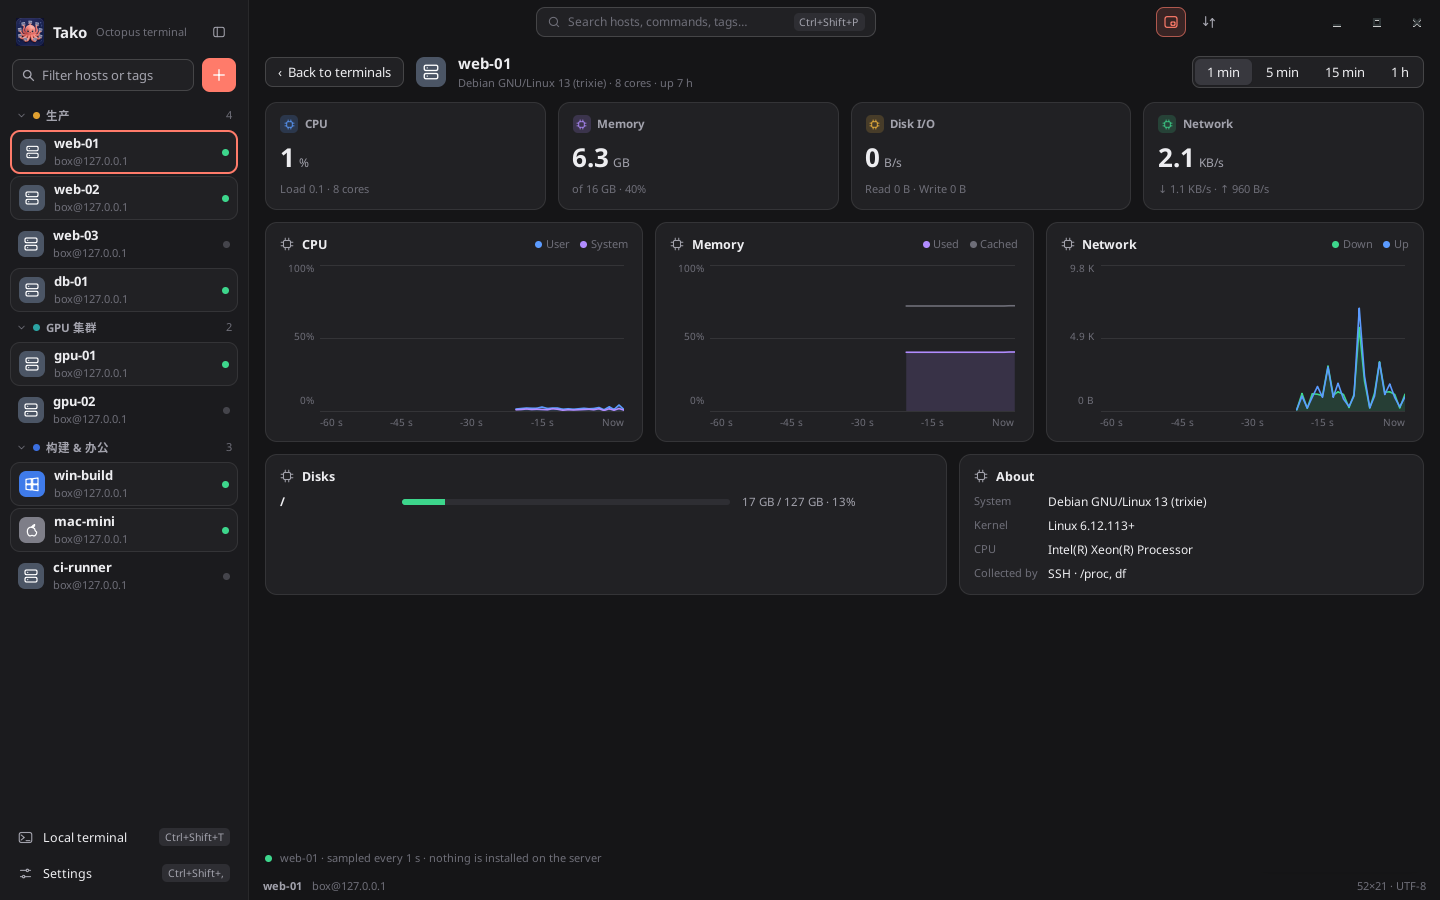 Tako Octopus terminal
Filter hosts or tags
生产 4
web-01
box@127.0.0.1
web-02
box@127.0.0.1
web-03
box@127.0.0.1
db-01
box@127.0.0.1
GPU 集群 2
gpu-01
box@127.0.0.1
gpu-02
box@127.0.0.1
构建 & 办公 3
win-build
box@127.0.0.1
mac-mini
box@127.0.0.1
ci-runner
box@127.0.0.1
Local terminal Ctrl+Shift+T
Settings Ctrl+Shift+,
Search hosts, commands, tags... Ctrl+Shift+P
‹ Back to terminals
web-01
Debian GNU/Linux 13 (trixie) · 8 cores · up 7 h
1 min 5 min 15 min 1 h
CPU
1 %
Load 0.1 · 8 cores
Memory
6.3 GB
of 16 GB · 40%
Disk I/O
0 B/s
Read 0 B · Write 0 B
Network
2.1 KB/s
↓ 1.1 KB/s · ↑ 960 B/s
CPU User System
100%
50%
0%
-60 s -45 s -30 s -15 s Now
Memory Used Cached
100%
50%
0%
-60 s -45 s -30 s -15 s Now
Network Down Up
9.8 K
4.9 K
0 B
-60 s -45 s -30 s -15 s Now
Disks
/ 17 GB / 127 GB · 13%
About
System Debian GNU/Linux 13 (trixie)
Kernel Linux 6.12.113+
CPU Intel(R) Xeon(R) Processor
Collected by SSH · /proc, df
web-01 · sampled every 1 s · nothing is installed on the server
web-01 box@127.0.0.1
52×21 · UTF-8